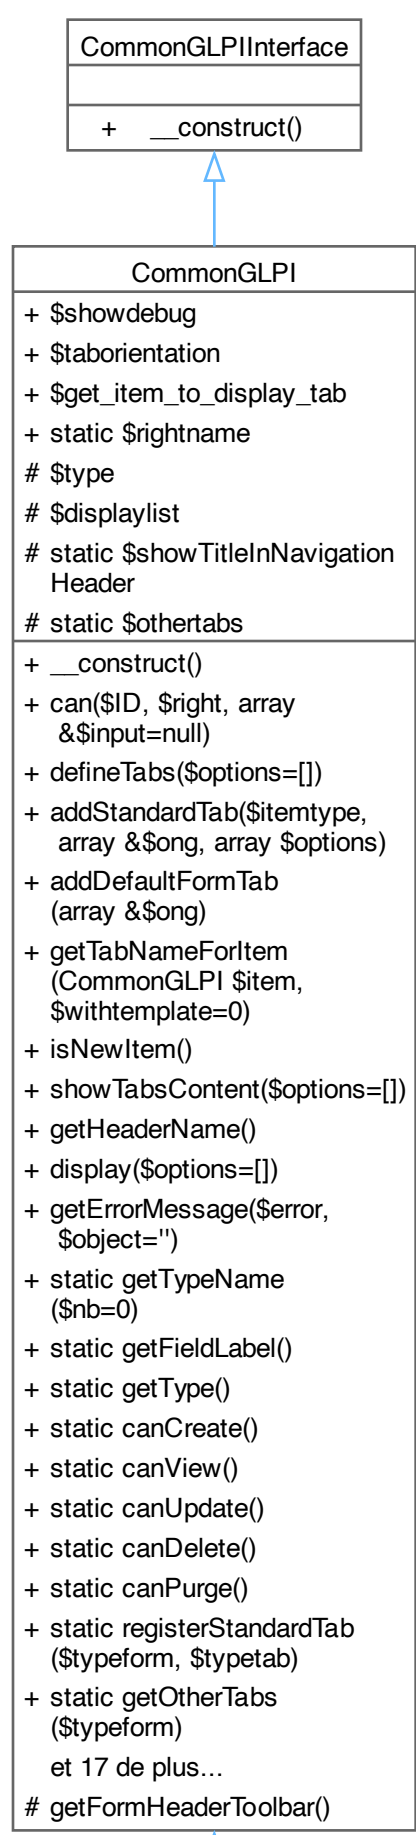 CommonGLPIInterface
+ __construct()
CommonGLPI
+ $showdebug
+ $taborientation
+ $get_item_to_display_tab
+ static $rightname
# $type
# $displaylist
# static $showTitleInNavigation
Header
# static $othertabs
+ __construct()
+ can($ID, $right, array
&$input=null)
+ defineTabs($options=[])
+ addStandardTab($itemtype,
array &$ong, array $options)
+ addDefaultFormTab
(array &$ong)
+ getTabNameForItem
(CommonGLPI $item,
$withtemplate=0)
+ isNewItem()
+ showTabsContent($options=[])
+ getHeaderName()
+ display($options=[])
+ getErrorMessage($error,
$object='')
+ static getTypeName
($nb=0)
+ static getFieldLabel()
+ static getType()
+ static canCreate()
+ static canView()
+ static canUpdate()
+ static canDelete()
+ static canPurge()
+ static registerStandardTab
($typeform, $typetab)
+ static getOtherTabs
($typeform)
et 17 de plus...
# getFormHeaderToolbar()